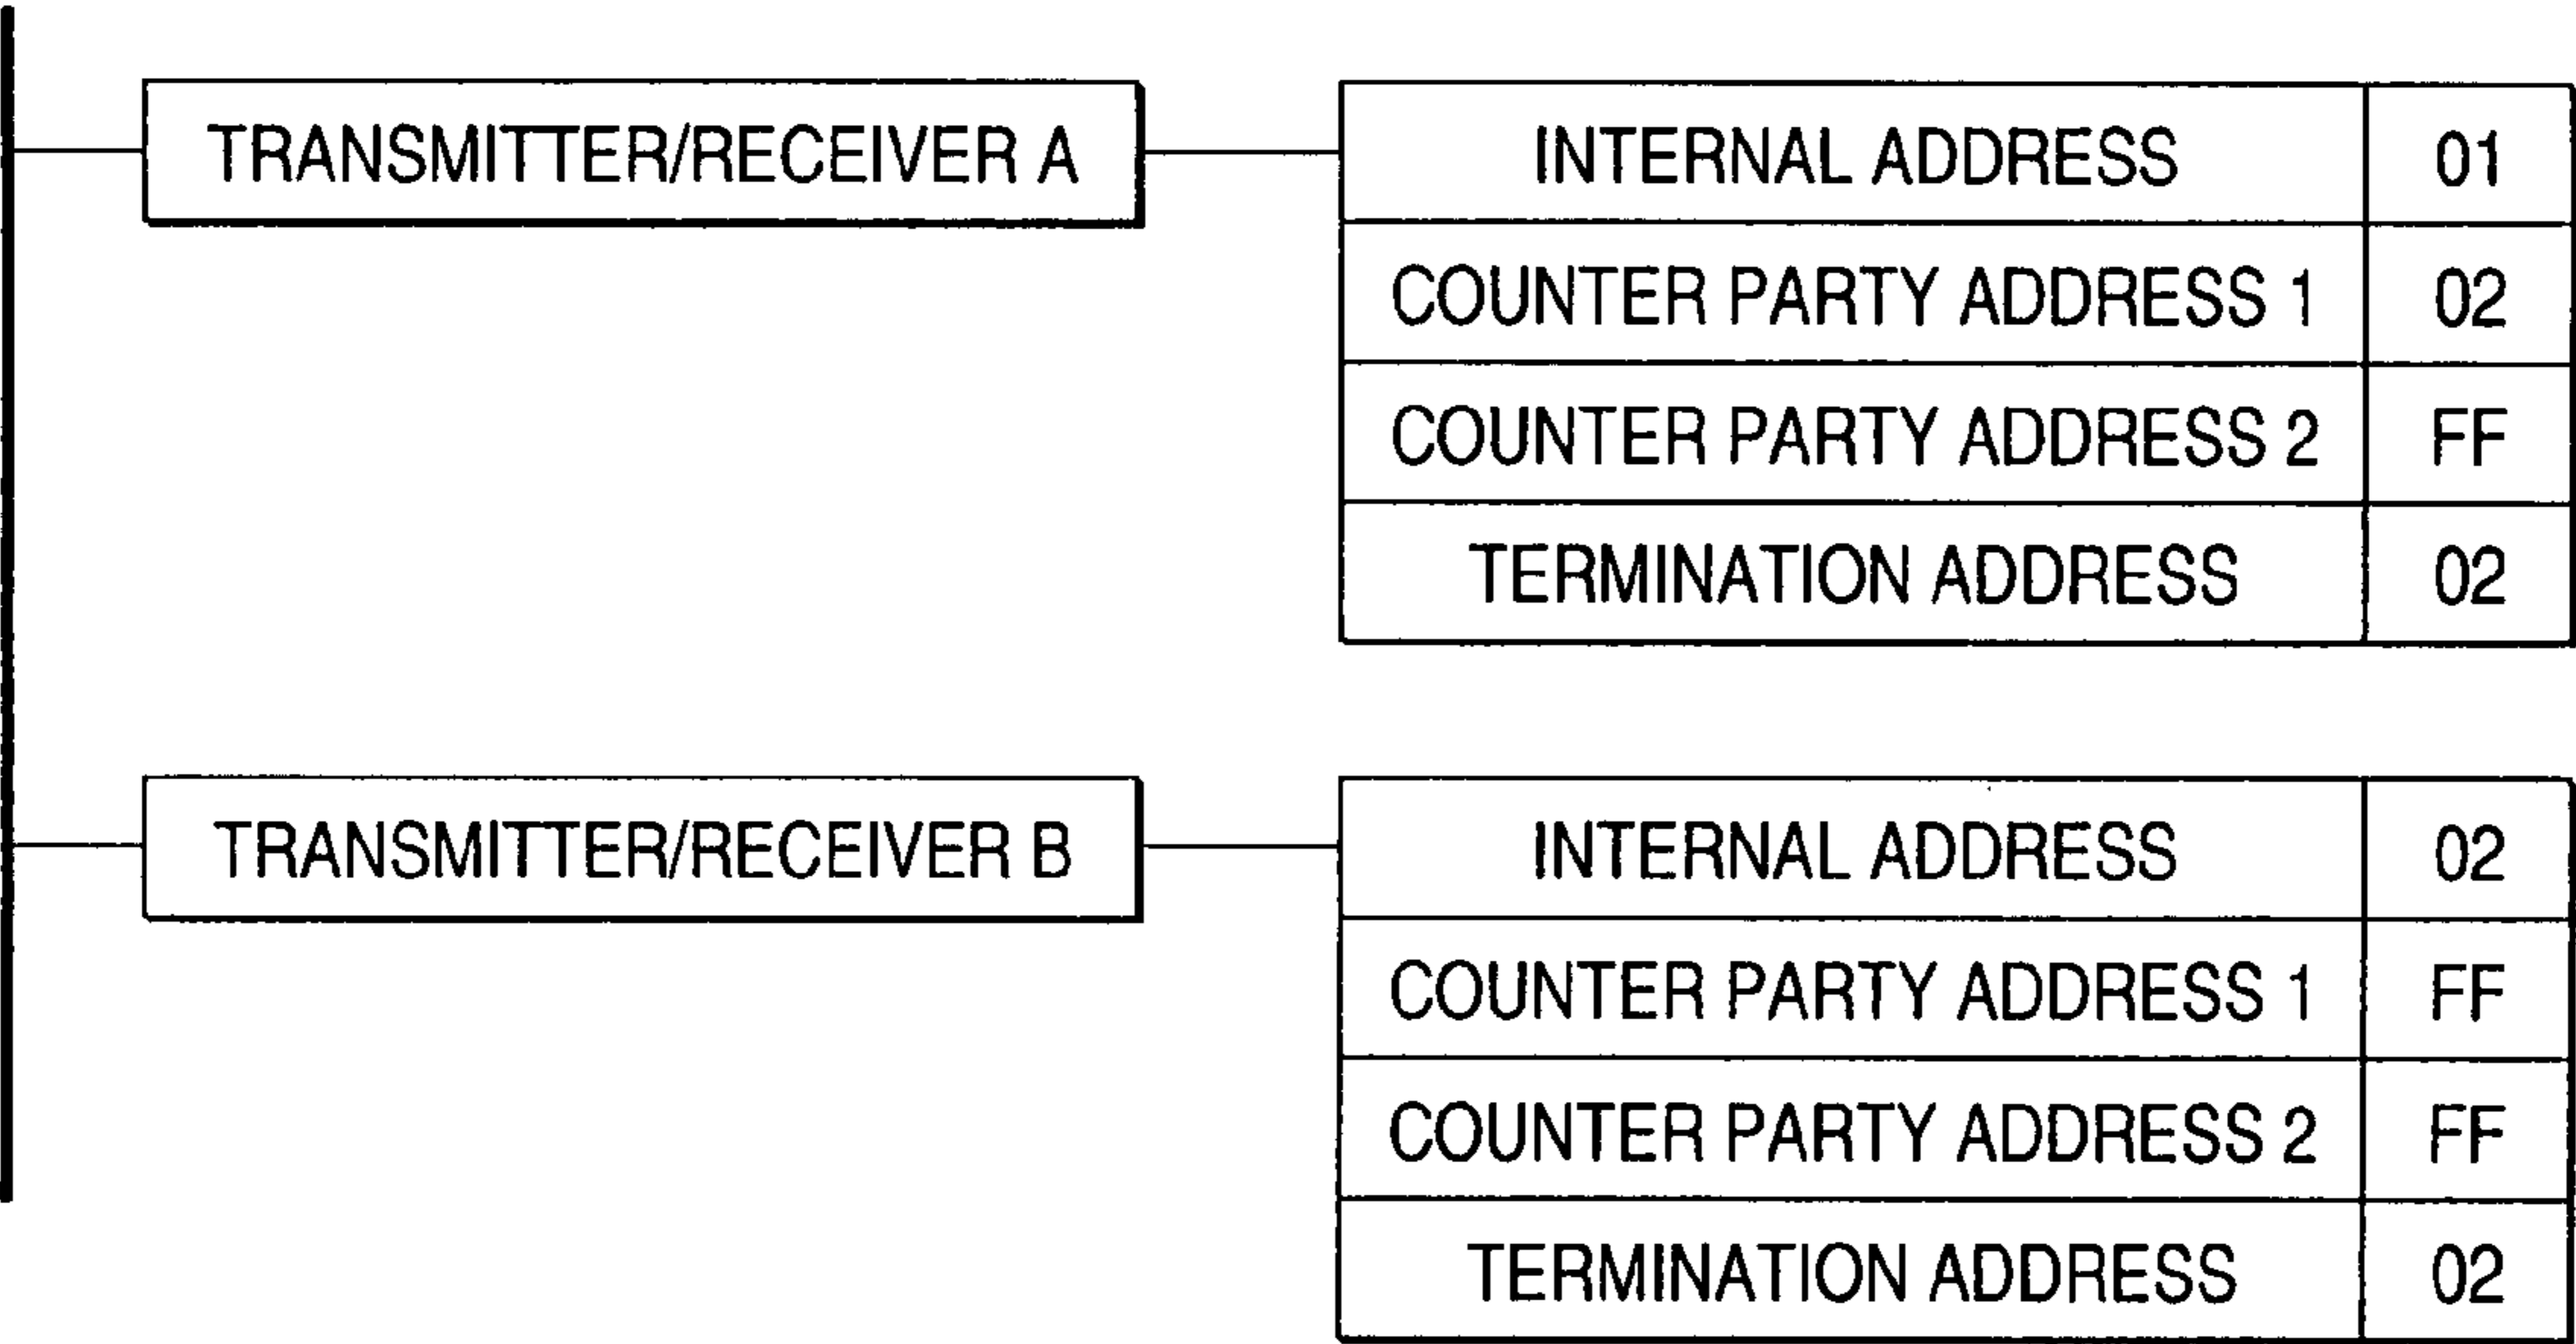 TRANSMITTER/RECEIVER A
INTERNAL ADDRESS 01
COUNTER PARTY ADDRESS 1 02
COUNTER PARTY ADDRESS 2 FF
TERMINATION ADDRESS 02
TRANSMITTER/RECEIVER B
INTERNAL ADDRESS 02
COUNTER PARTY ADDRESS 1 FF
COUNTER PARTY ADDRESS 2 FF
TERMINATION ADDRESS 02